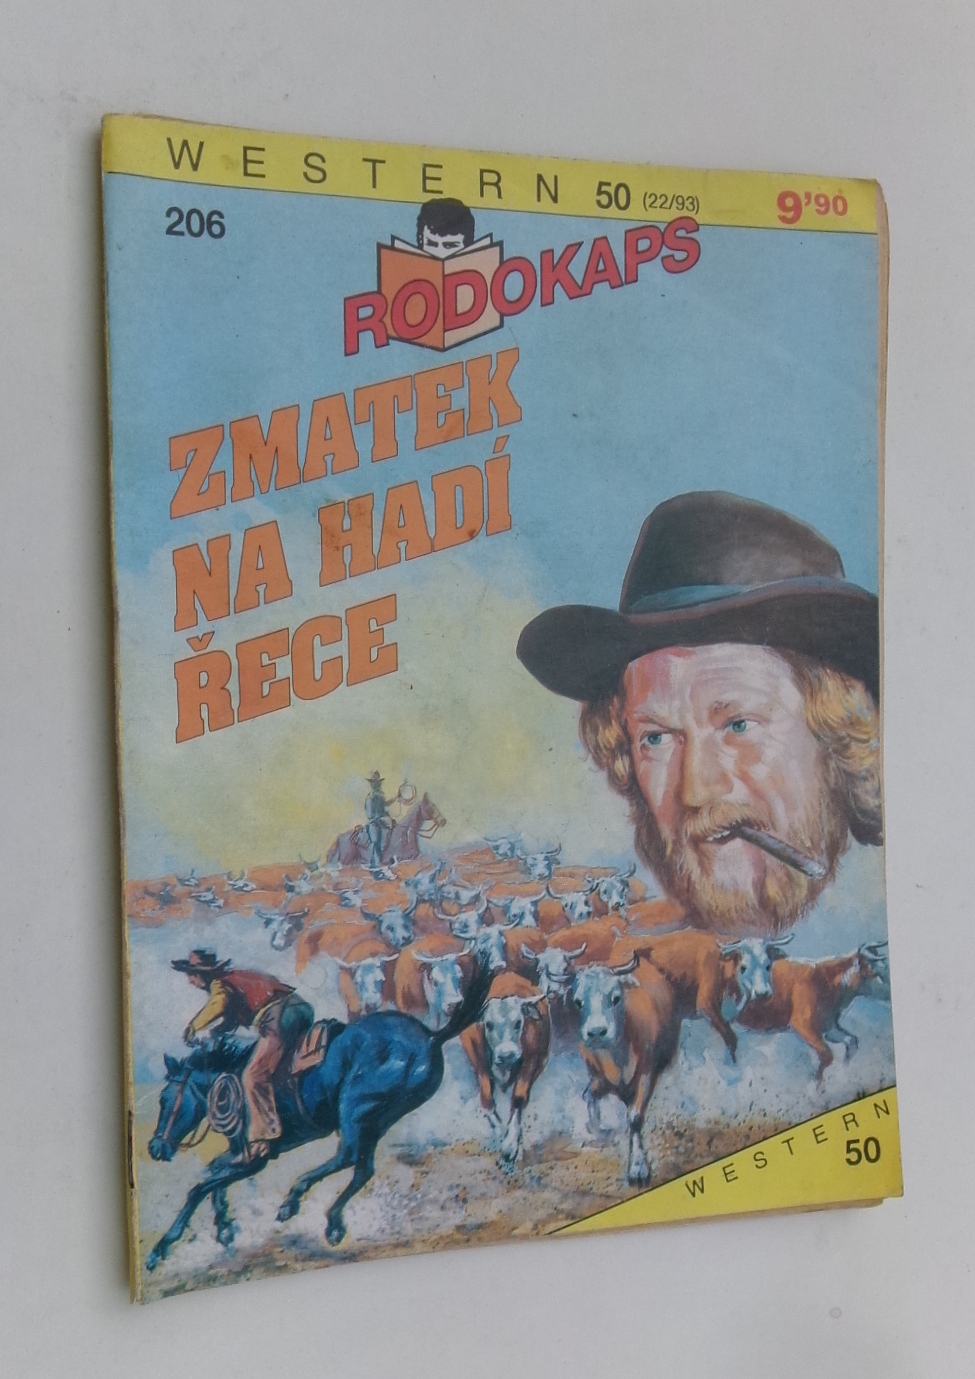 WESTERN 50 (22/93) 9'90
206
RODOKAPS
ZMATEK
NA HADÍ
ŘECE
WESTERN
50